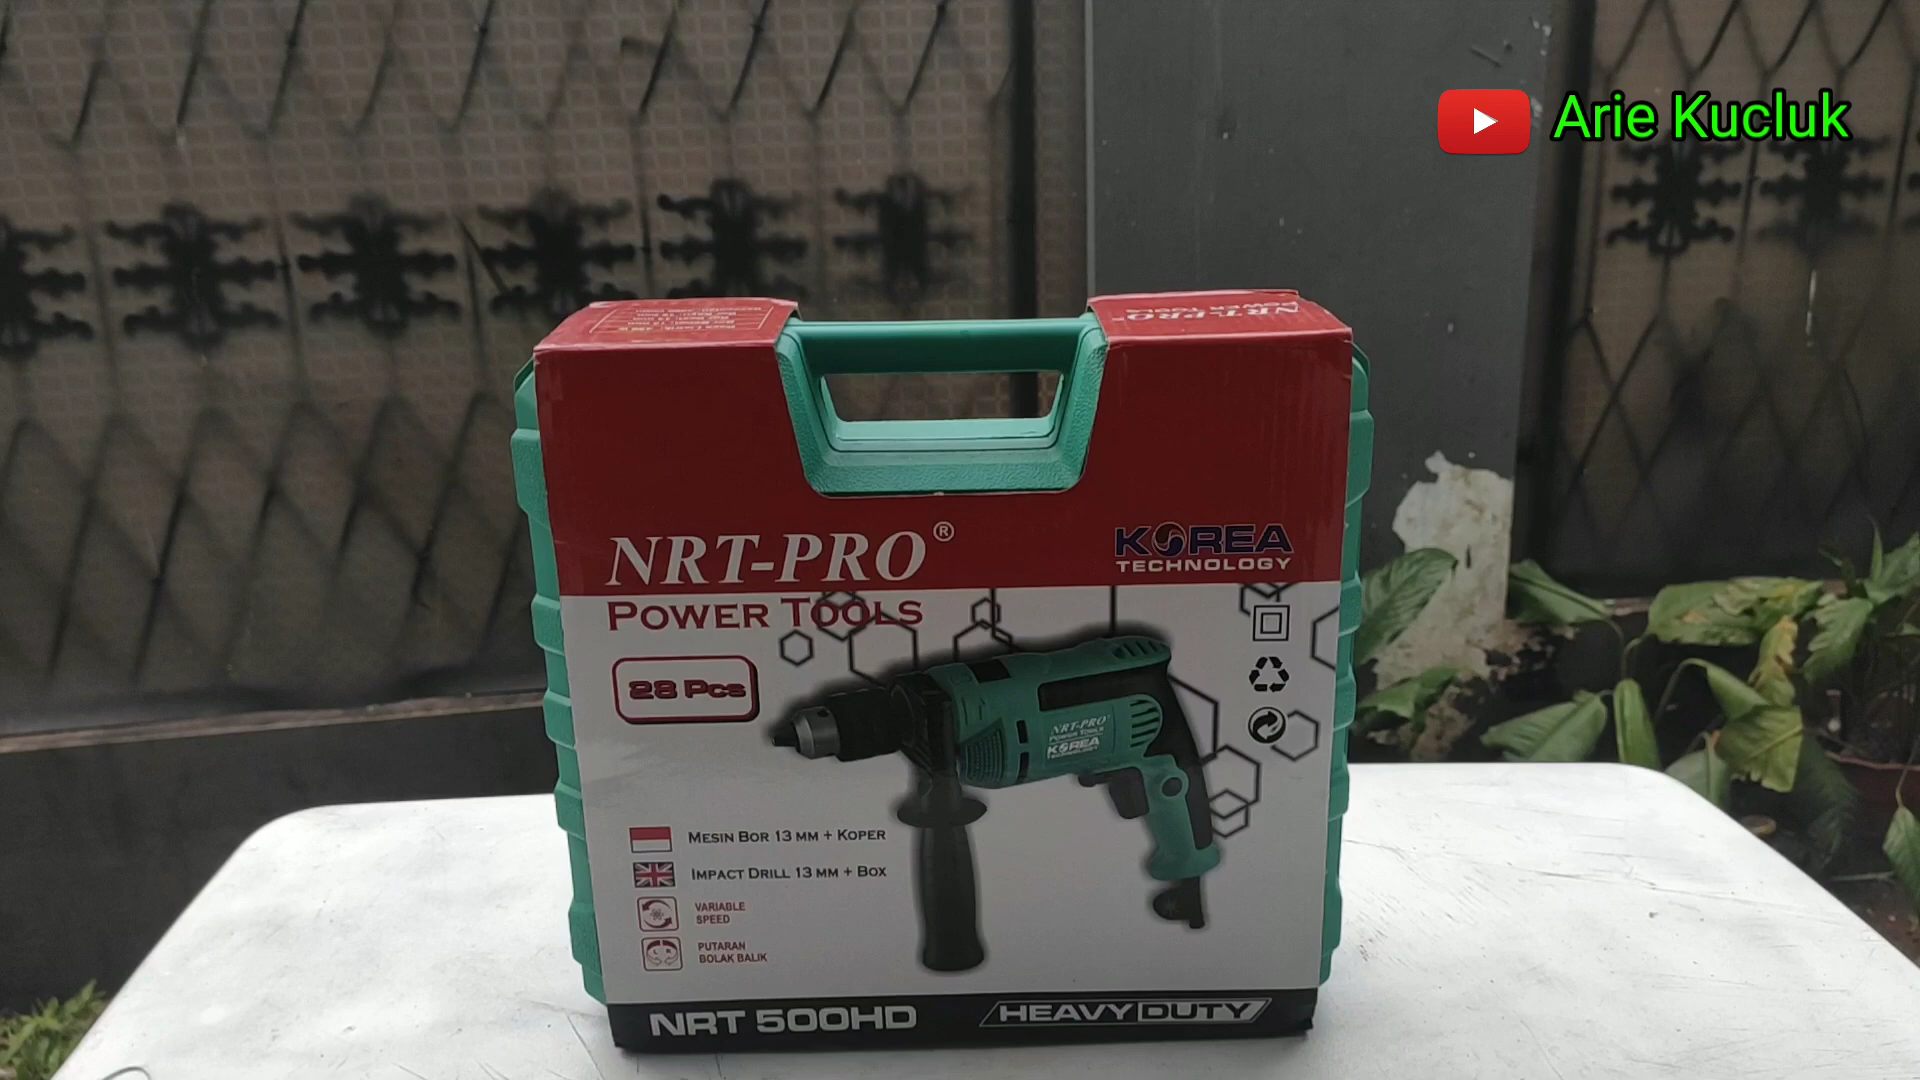 Arie Kucluk
NRT-PRO®
KOREA
TECHNOLOGY
POWER TOOLS
28 Pcs
NRT-PRO
POWER TOOLS
KOREA
TECHNOLOGY
MESIN BOR 13 MM + KOPER
IMPACT DRILL 13 MM + BOX
VARIABLE
SPEED
PUTARAN
BOLAK BALIK
NRT 500HD
HEAVY DUTY